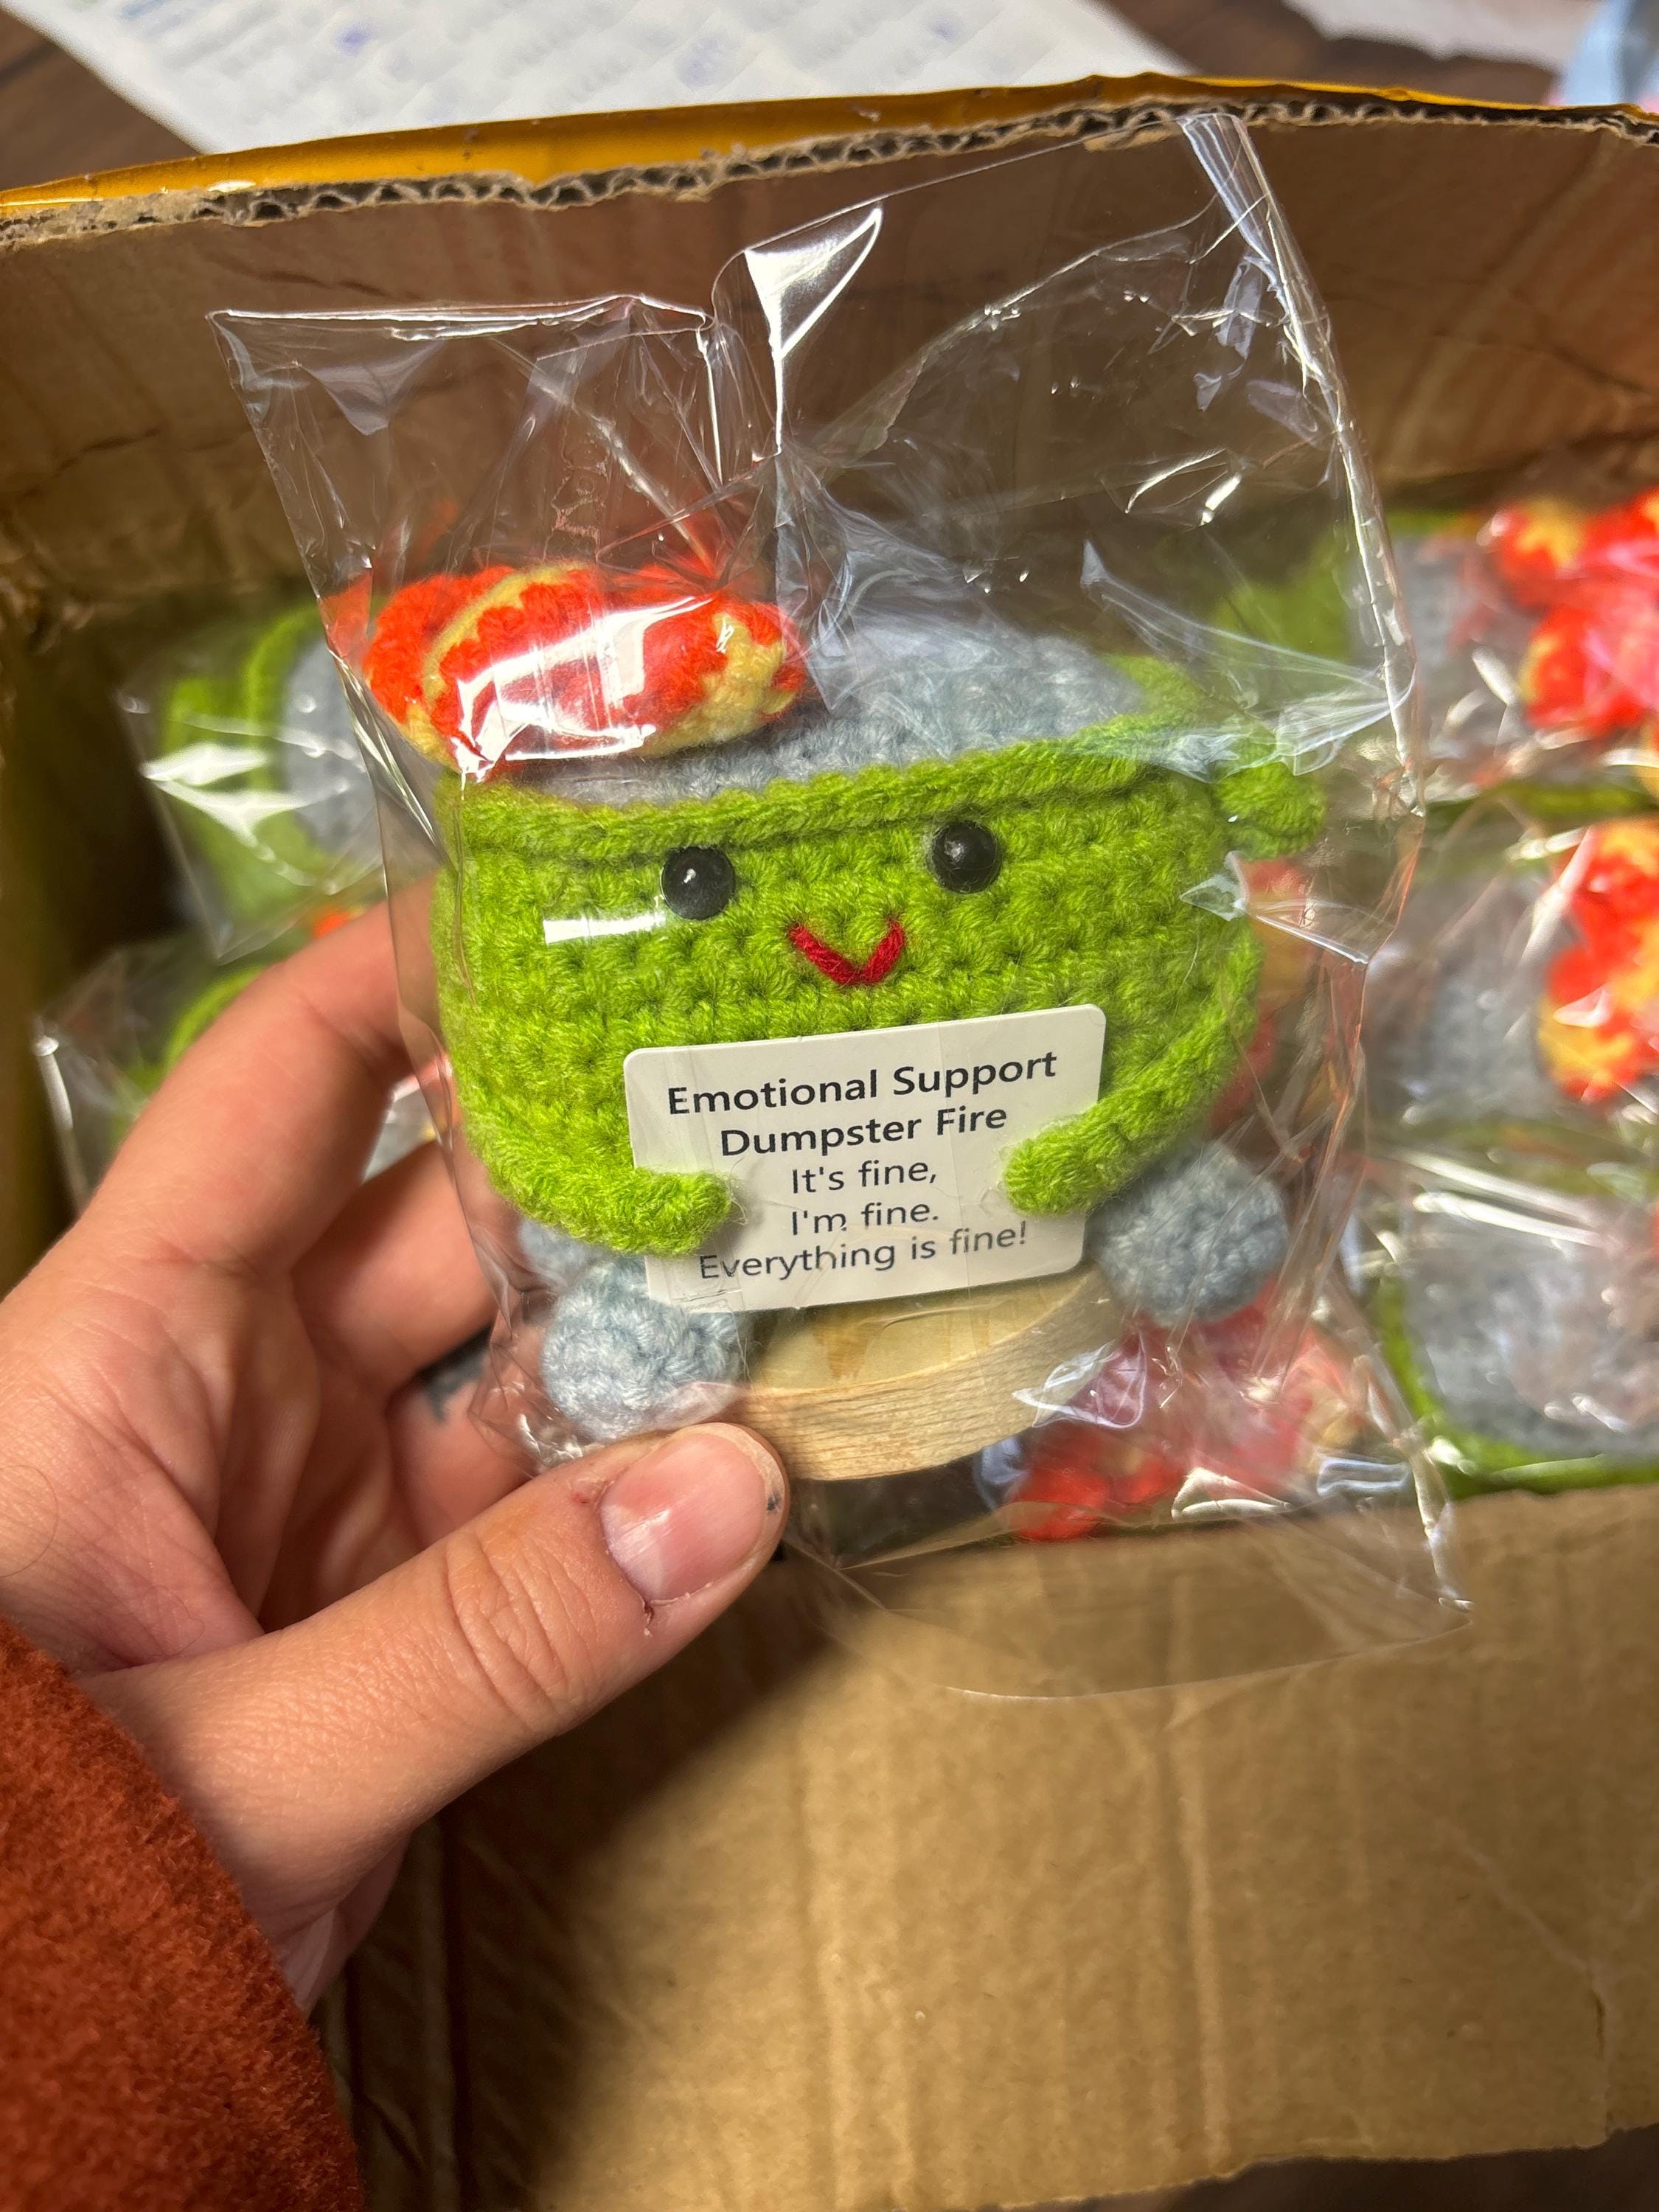 Emotional Support
Dumpster Fire
It's fine,
I'm fine.
Everything is fine!